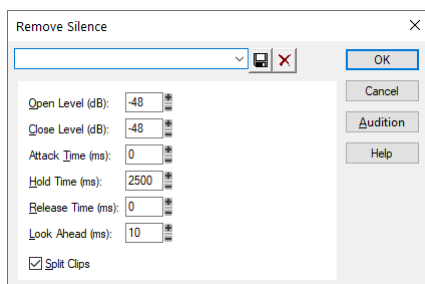 Remove Silence
OK
Cancel
Audition
Help
Open Level (dB): -48
Close Level (dB): -48
Attack Time (ms): 0
Hold Time (ms): 2500
Release Time (ms): 0
Look Ahead (ms): 10
Split Clips